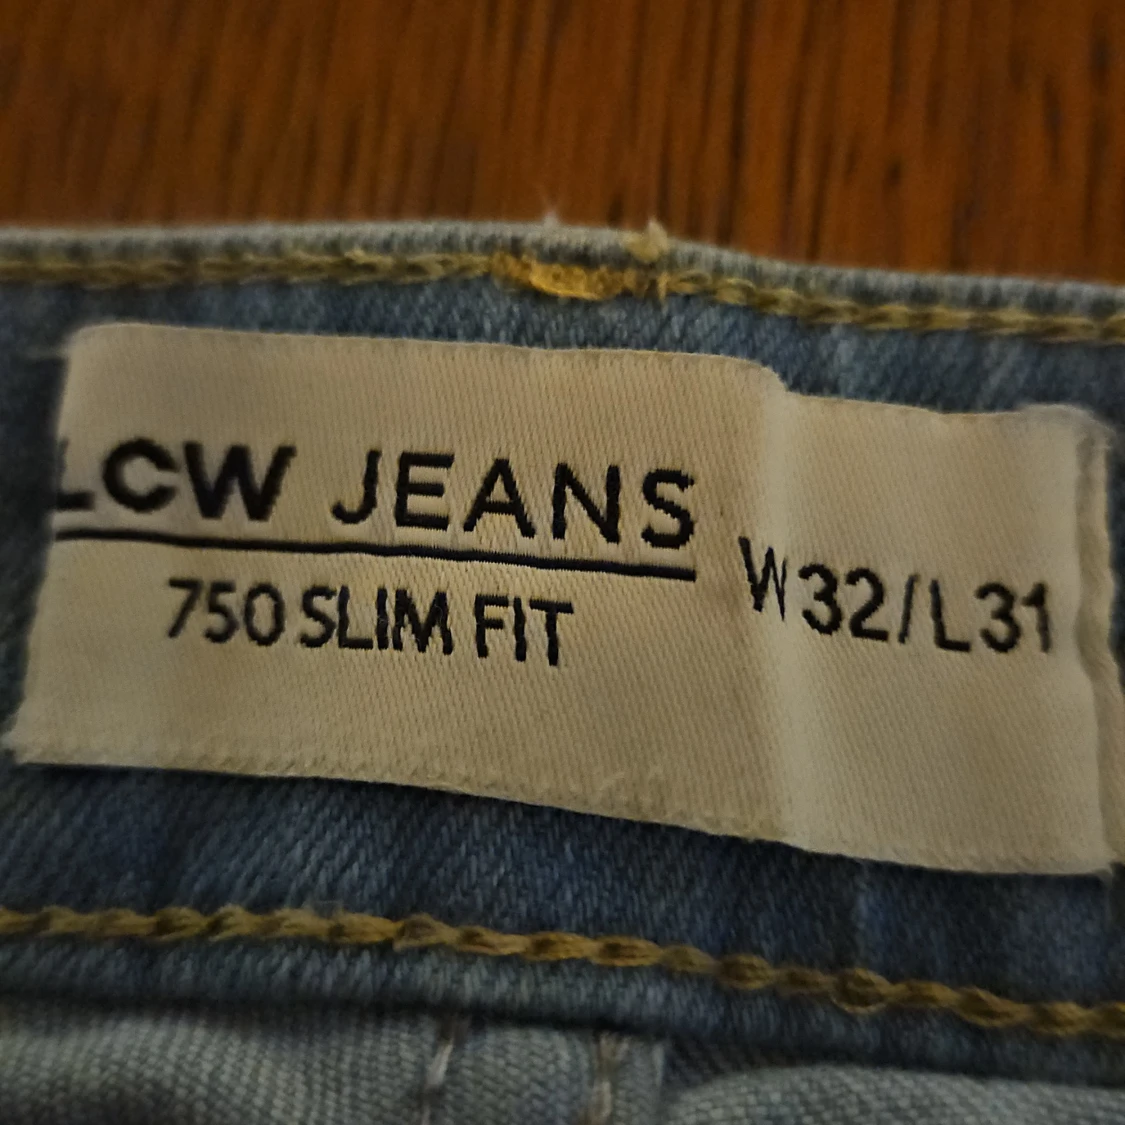 LCW JEANS
750 SLIM FIT
W32/L31